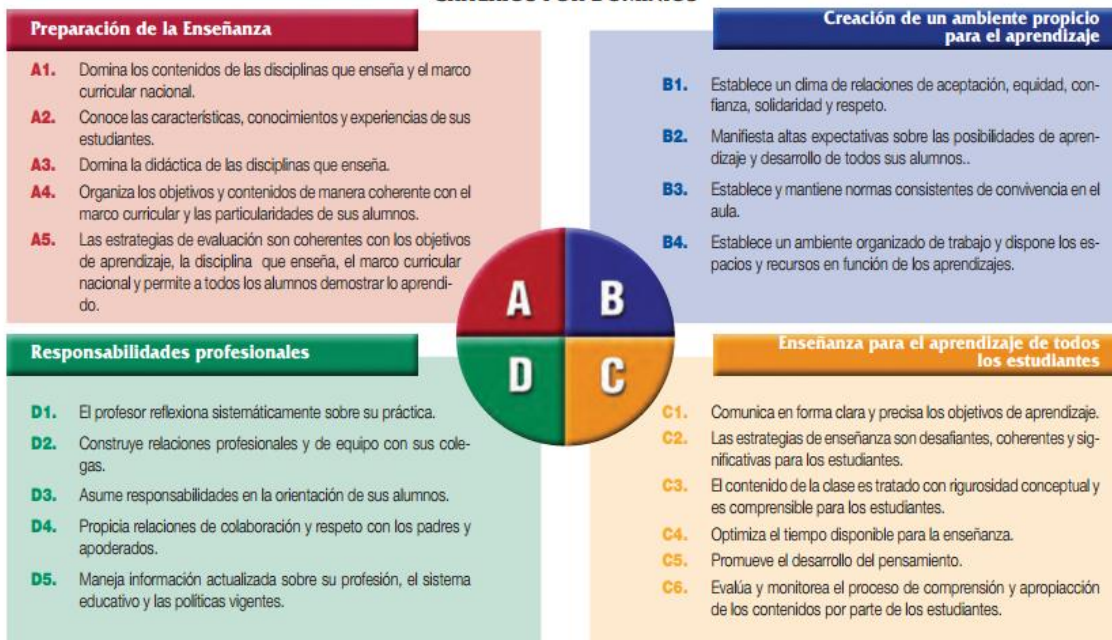 CRITERIOS POR DOMINIOS
Preparación de la Enseñanza
A1. Domina los contenidos de las disciplinas que enseña y el marco
curricular nacional.
A2. Conoce las características, conocimientos y experiencias de sus
estudiantes.
A3. Domina la didáctica de las disciplinas que enseña.
A4. Organiza los objetivos y contenidos de manera coherente con el
marco curricular y las particularidades de sus alumnos.
A5. Las estrategias de evaluación son coherentes con los objetivos
de aprendizaje, la disciplina que enseña, el marco curricular
nacional y permite a todos los alumnos demostrar lo aprendi-
do.
Creación de un ambiente propicio
para el aprendizaje
B1. Establece un clima de relaciones de aceptación, equidad, con-
fianza, solidaridad y respeto.
B2. Manifiesta altas expectativas sobre las posibilidades de apren-
dizaje y desarrollo de todos sus alumnos..
B3. Establece y mantiene normas consistentes de convivencia en el
aula.
B4. Establece un ambiente organizado de trabajo y dispone los es-
pacios y recursos en función de los aprendizajes.
A B
D C
Responsabilidades profesionales
D1. El profesor reflexiona sistemáticamente sobre su práctica.
D2. Construye relaciones profesionales y de equipo con sus cole-
gas.
D3. Asume responsabilidades en la orientación de sus alumnos.
D4. Propicia relaciones de colaboración y respeto con los padres y
apoderados.
D5. Maneja información actualizada sobre su profesión, el sistema
educativo y las políticas vigentes.
Enseñanza para el aprendizaje de todos
los estudiantes
C1. Comunica en forma clara y precisa los objetivos de aprendizaje.
C2. Las estrategias de enseñanza son desafiantes, coherentes y sig-
nificativas para los estudiantes.
C3. El contenido de la clase es tratado con rigurosidad conceptual y
es comprensible para los estudiantes.
C4. Optimiza el tiempo disponible para la enseñanza.
C5. Promueve el desarrollo del pensamiento.
C6. Evalúa y monitorea el proceso de comprensión y apropiacción
de los contenidos por parte de los estudiantes.